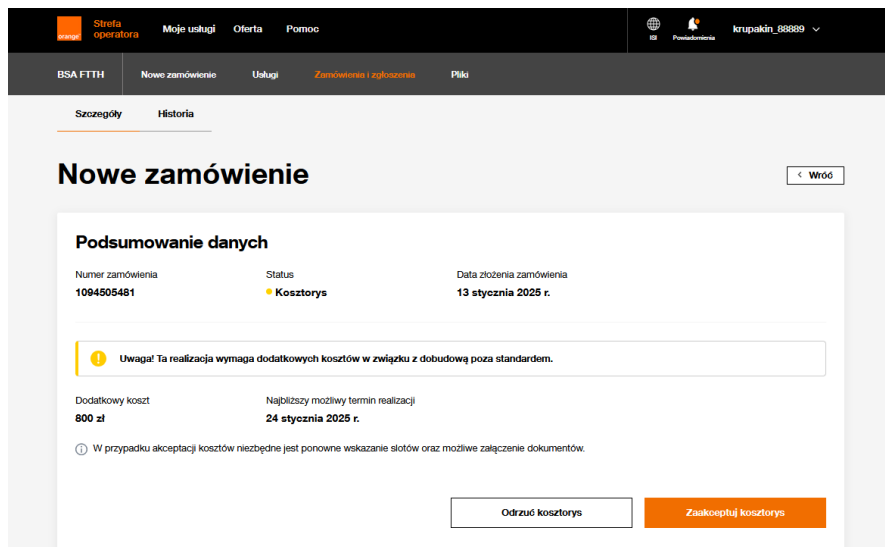 orange
Strefa
operatora
Moje usługi Oferta Pomoc
ISI
Powiadomienia
krupakin_88889
BSA FTTH Nowe zamówienie Usługi Zamówienia i zgłoszenia Pliki
Szczegóły Historia
Nowe zamówienie
< Wróć
Podsumowanie danych
Numer zamówienia Status Data złożenia zamówienia
1094505481 Kosztorys 13 stycznia 2025 r.
Uwaga! Ta realizacja wymaga dodatkowych kosztów w związku z dobudową poza standardem.
Dodatkowy koszt Najbliższy możliwy termin realizacji
800 zł 24 stycznia 2025 r.
W przypadku akceptacji kosztów niezbędne jest ponowne wskazanie slotów oraz możliwe załączenie dokumentów.
Odrzuć kosztorys Zaakceptuj kosztorys